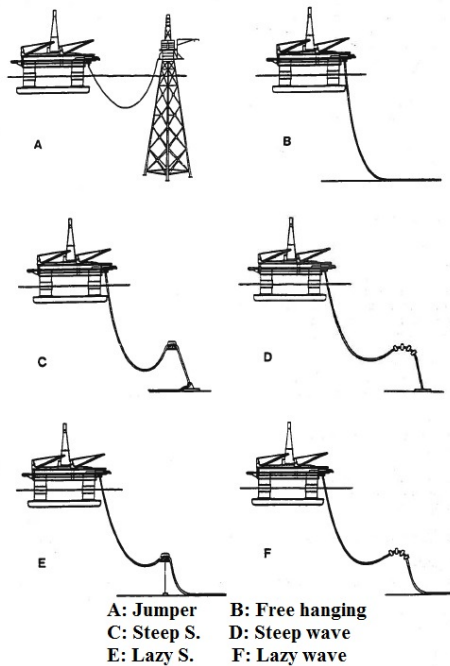 A
B
C
D
E
F
A: Jumper B: Free hanging
C: Steep S. D: Steep wave
E: Lazy S. F: Lazy wave